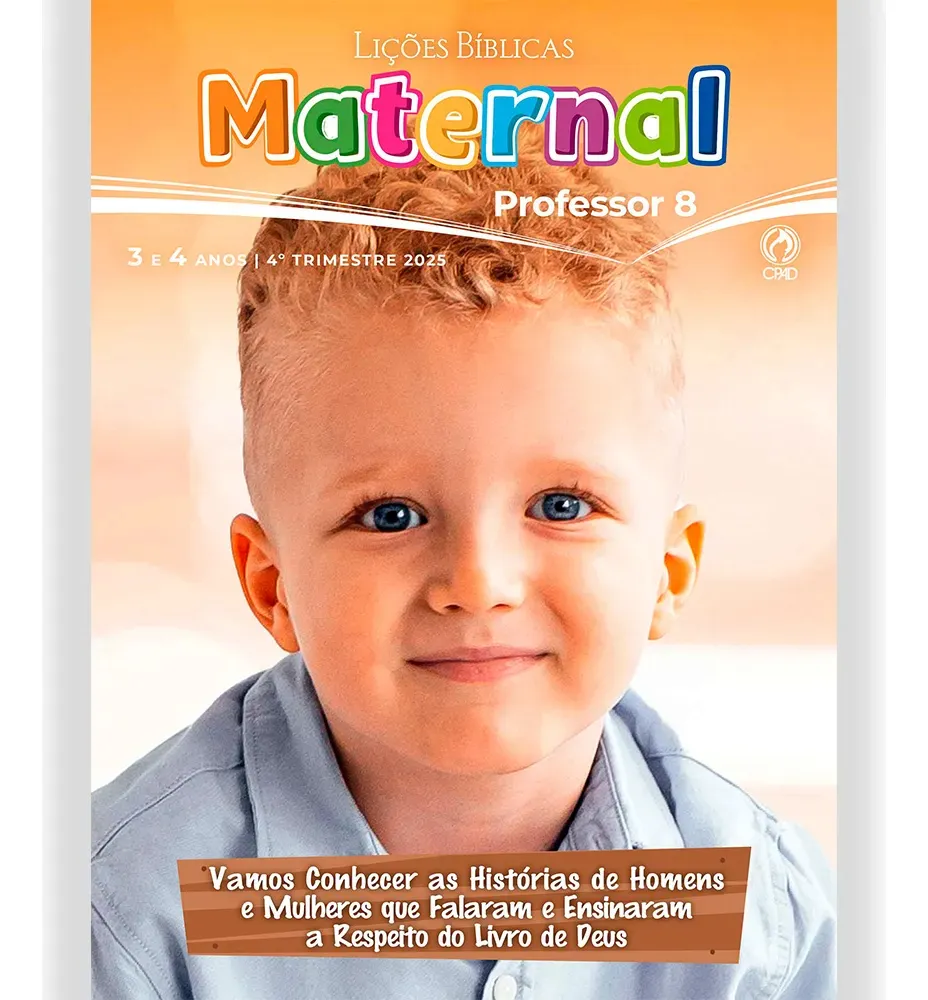 Lições Bíblicas
Maternal
Professor 8
3 E 4 ANOS | 4º TRIMESTRE 2025
CPAD
Vamos Conhecer as Histórias de Homens
e Mulheres que Falaram e Ensinaram
a Respeito do Livro de Deus